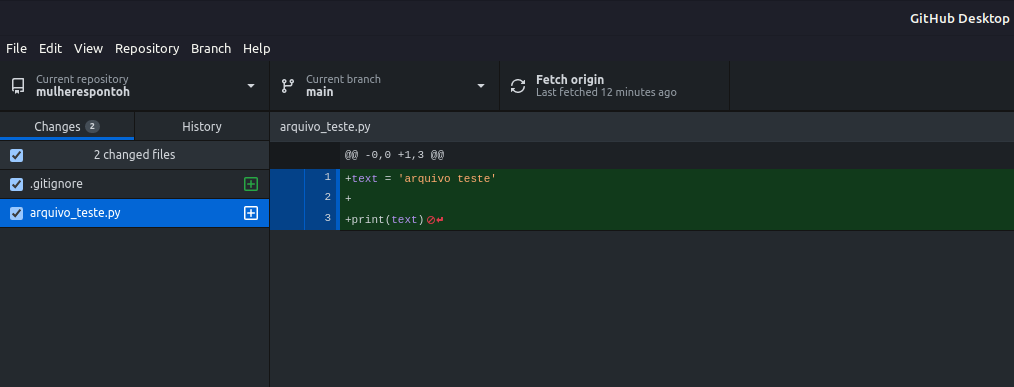 GitHub Desktop
File Edit View Repository Branch Help
Current repository
mulherespontoh
Current branch
main
Fetch origin
Last fetched 12 minutes ago
Changes 2
History
2 changed files
.gitignore
arquivo_teste.py
arquivo_teste.py
@@ -0,0 +1,3 @@
1 +text = 'arquivo teste'
2 +
3 +print(text)